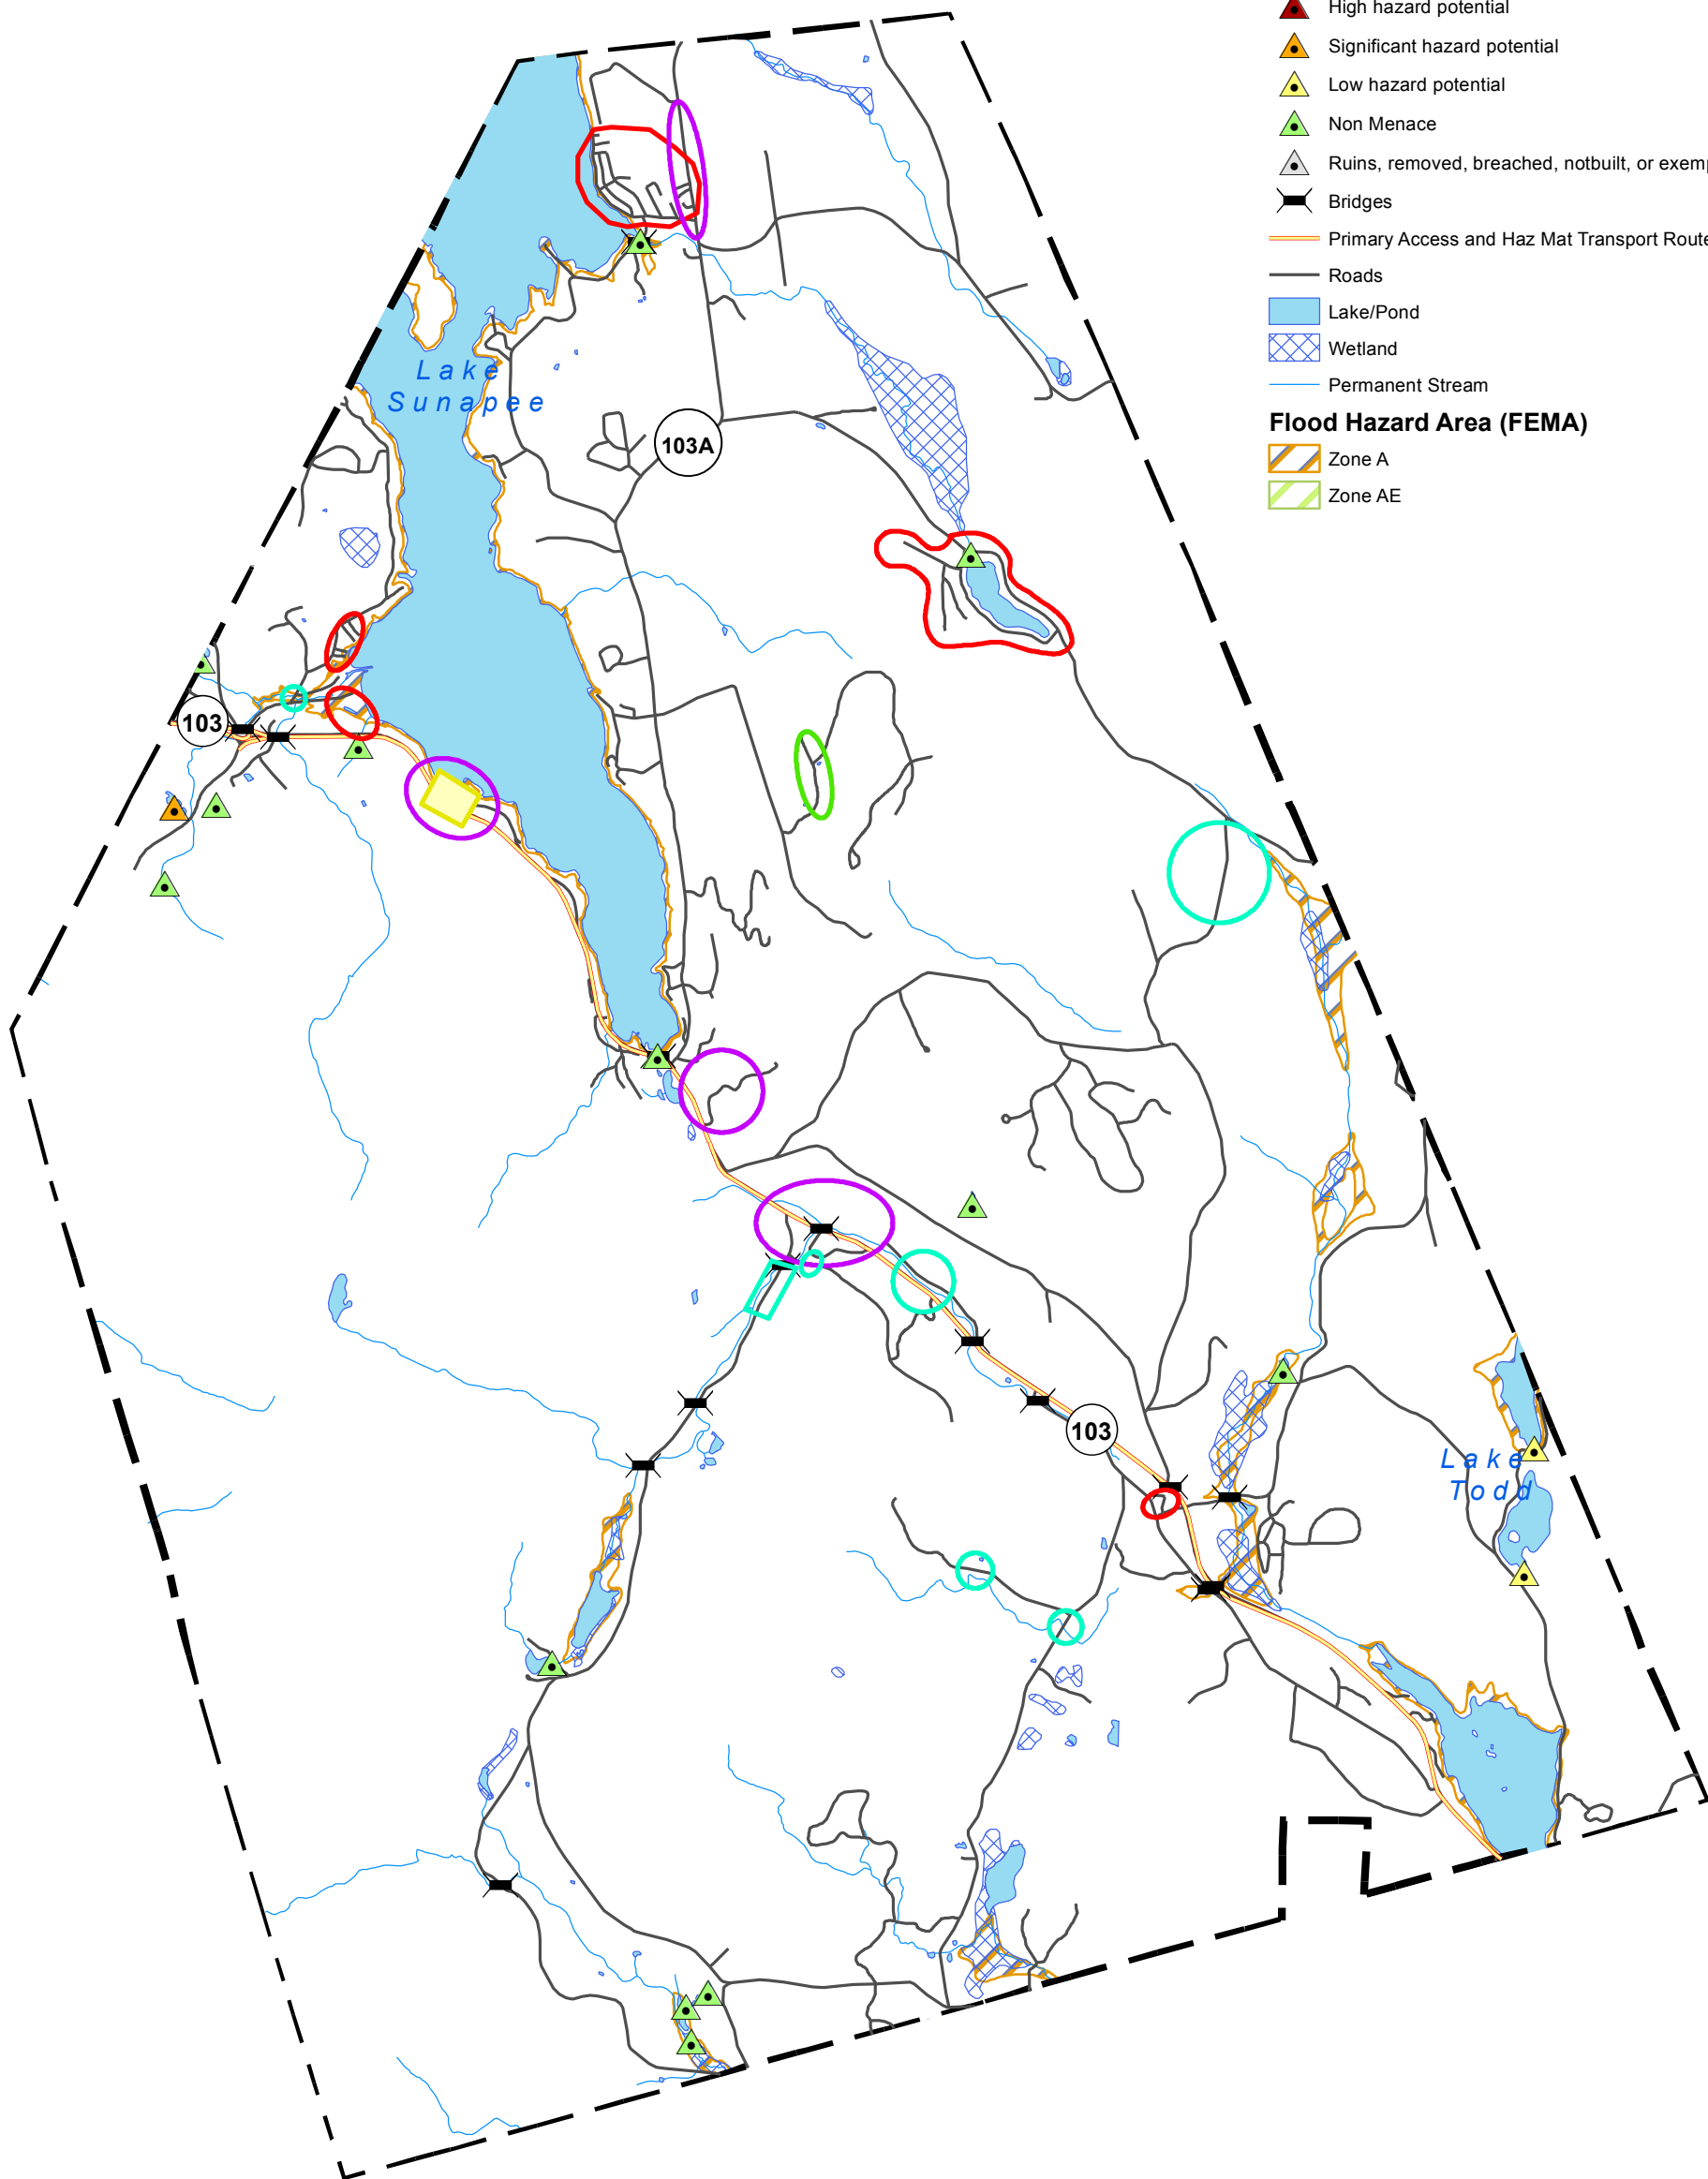 High hazard potential
Significant hazard potential
Low hazard potential
Non Menace
Ruins, removed, breached, notbuilt, or exem
Bridges
Primary Access and Haz Mat Transport Route
Roads
Lake/Pond
Wetland
Permanent Stream
Flood Hazard Area (FEMA)
Zone A
Zone AE
Lake
Sunapee
103A
103
103
Lake
Todd